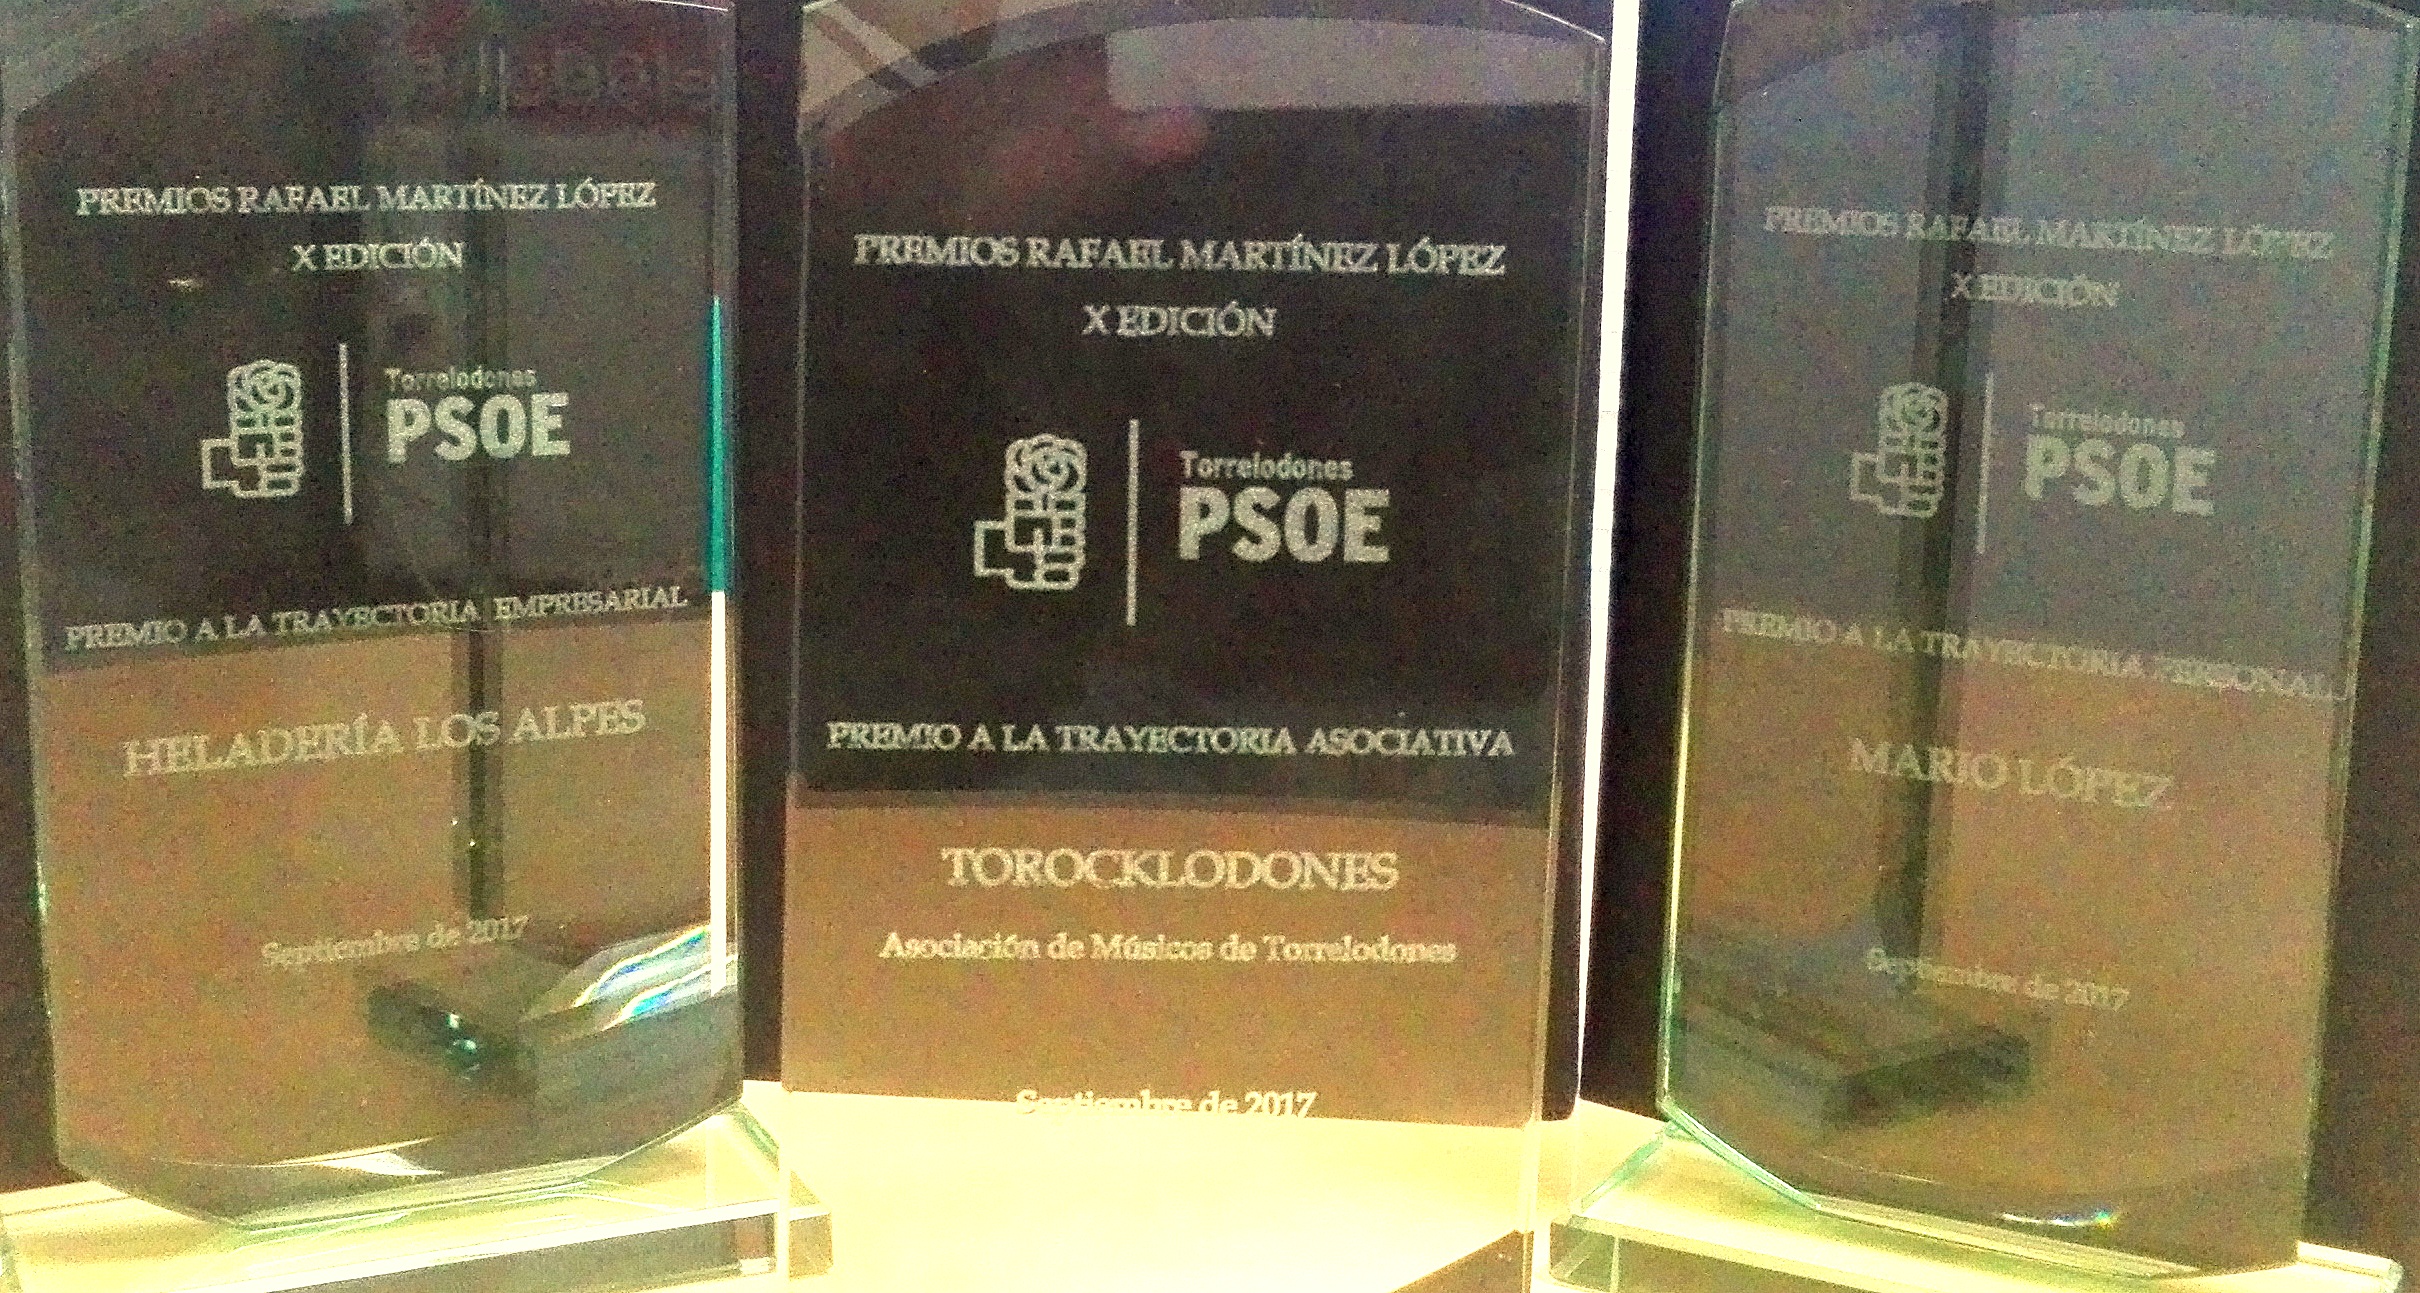 PREMIOS RAFAEL MARTÍNEZ LÓPEZ
X EDICIÓN
Torrelodones
PSOE
PREMIO A LA TRAYECTORIA EMPRESARIAL
HELADERÍA LOS ALPES
Septiembre de 2017
PREMIOS RAFAEL MARTÍNEZ LÓPEZ
X EDICIÓN
Torrelodones
PSOE
PREMIO A LA TRAYECTORIA ASOCIATIVA
TOROCKLODONES
Asociación de Músicos de Torrelodones
Septiembre de 2017
PREMIOS RAFAEL MARTÍNEZ LÓPEZ
X EDICIÓN
Torrelodones
PSOE
PREMIO A LA TRAYECTORIA PERSONAL
MARIO LÓPEZ
Septiembre de 2017